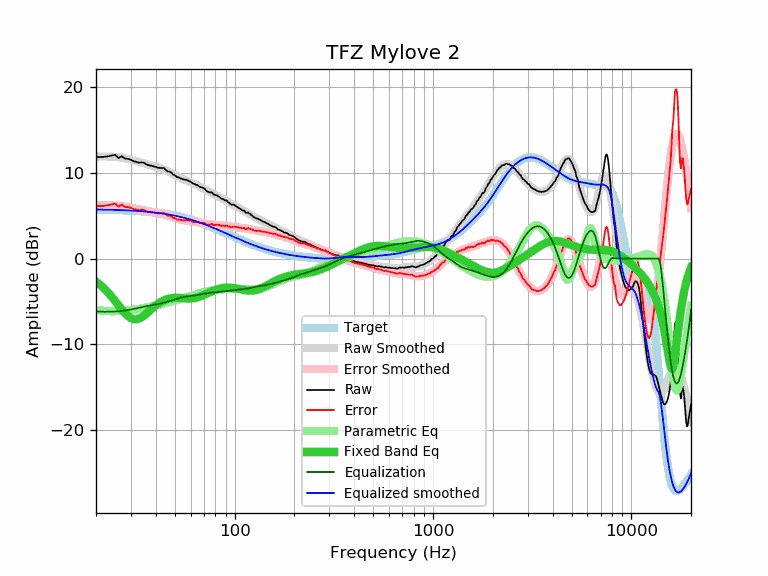 TFZ Mylove 2
Amplitude (dBr)
20
10
0
−10
−20
Target
Raw Smoothed
Error Smoothed
Raw
Error
Parametric Eq
Fixed Band Eq
Equalization
Equalized smoothed
100
1000
10000
Frequency (Hz)